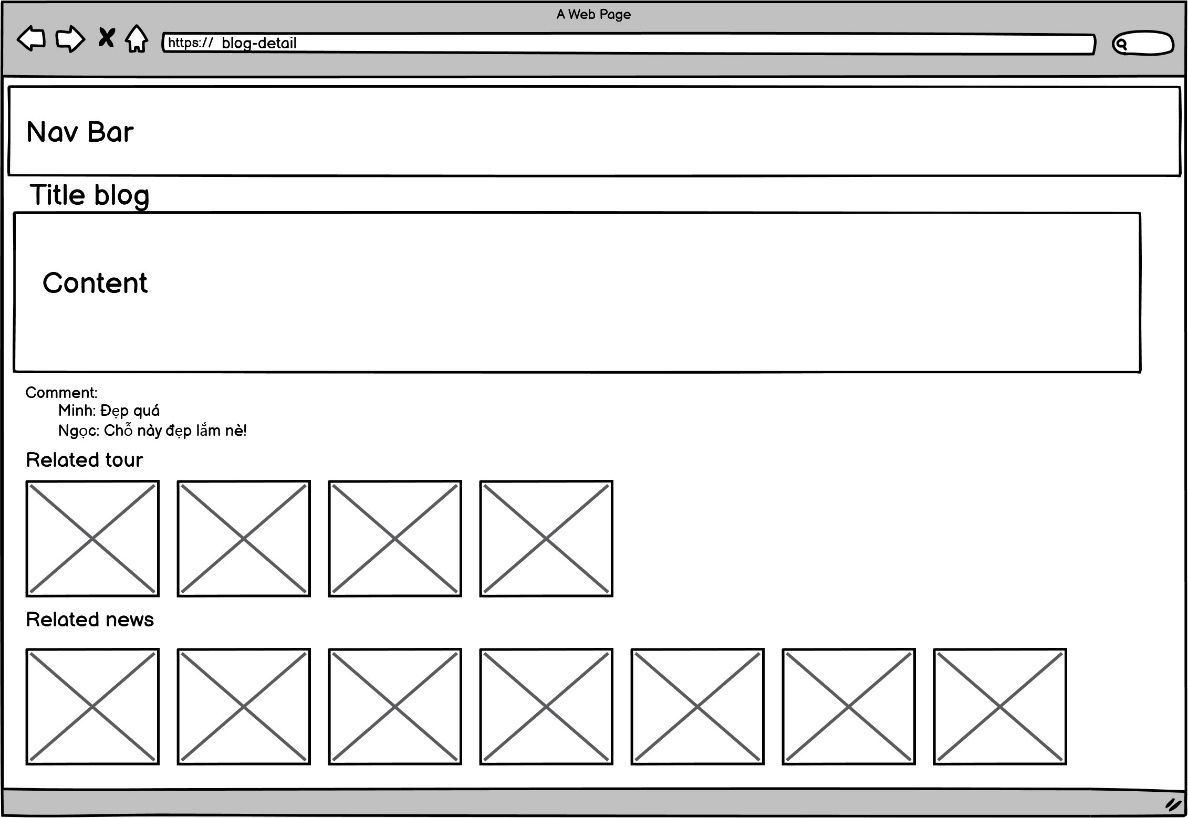 A Web Page
https:// blog-detail
Nav Bar
Title blog
Content
Comment:
Minh: Đẹp quá
Ngọc: Chỗ này đẹp lắm nè!
Related tour
Related news